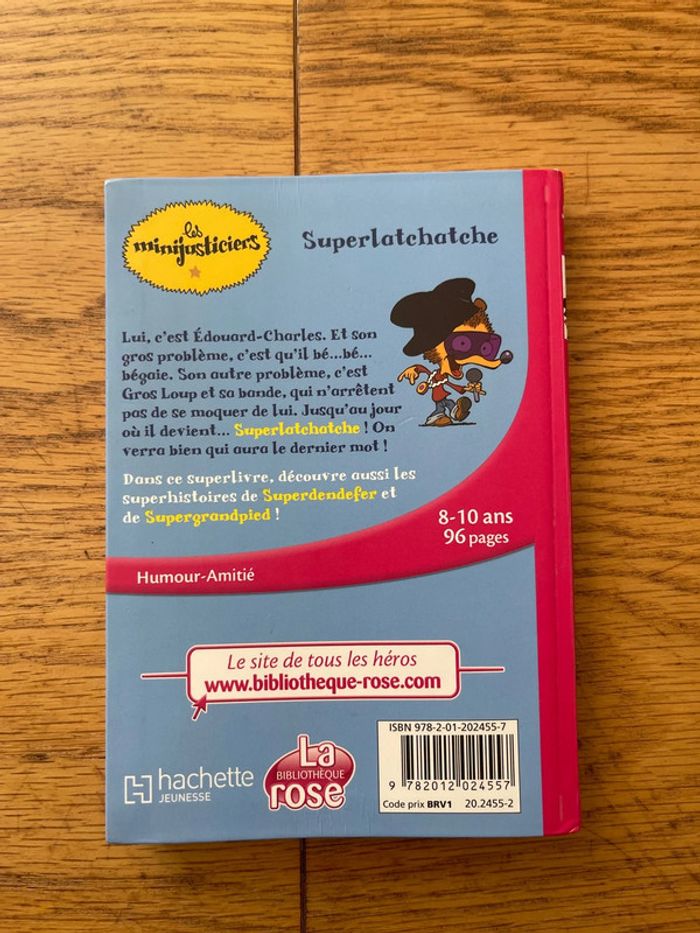 les
minijusticiers
Superlatchatche
Lui, c'est Édouard-Charles. Et son
gros problème, c'est qu'il bé...bé...
bégaie. Son autre problème, c'est
Gros Loup et sa bande, qui n'arrêtent
pas de se moquer de lui. Jusqu'au jour
où il devient... Superlatchatche ! On
verra bien qui aura le dernier mot !
Dans ce superlivre, découvre aussi les
superhistoires de Superdendefer et
de Supergrandpied !
8-10 ans
96 pages
Humour-Amitié
Le site de tous les héros
www.bibliotheque-rose.com
hachette
JEUNESSE
La
BIBLIOTHÈQUE
rose
ISBN 978-2-01-202455-7
9 782012 024557
Code prix BRV1 20.2455-2